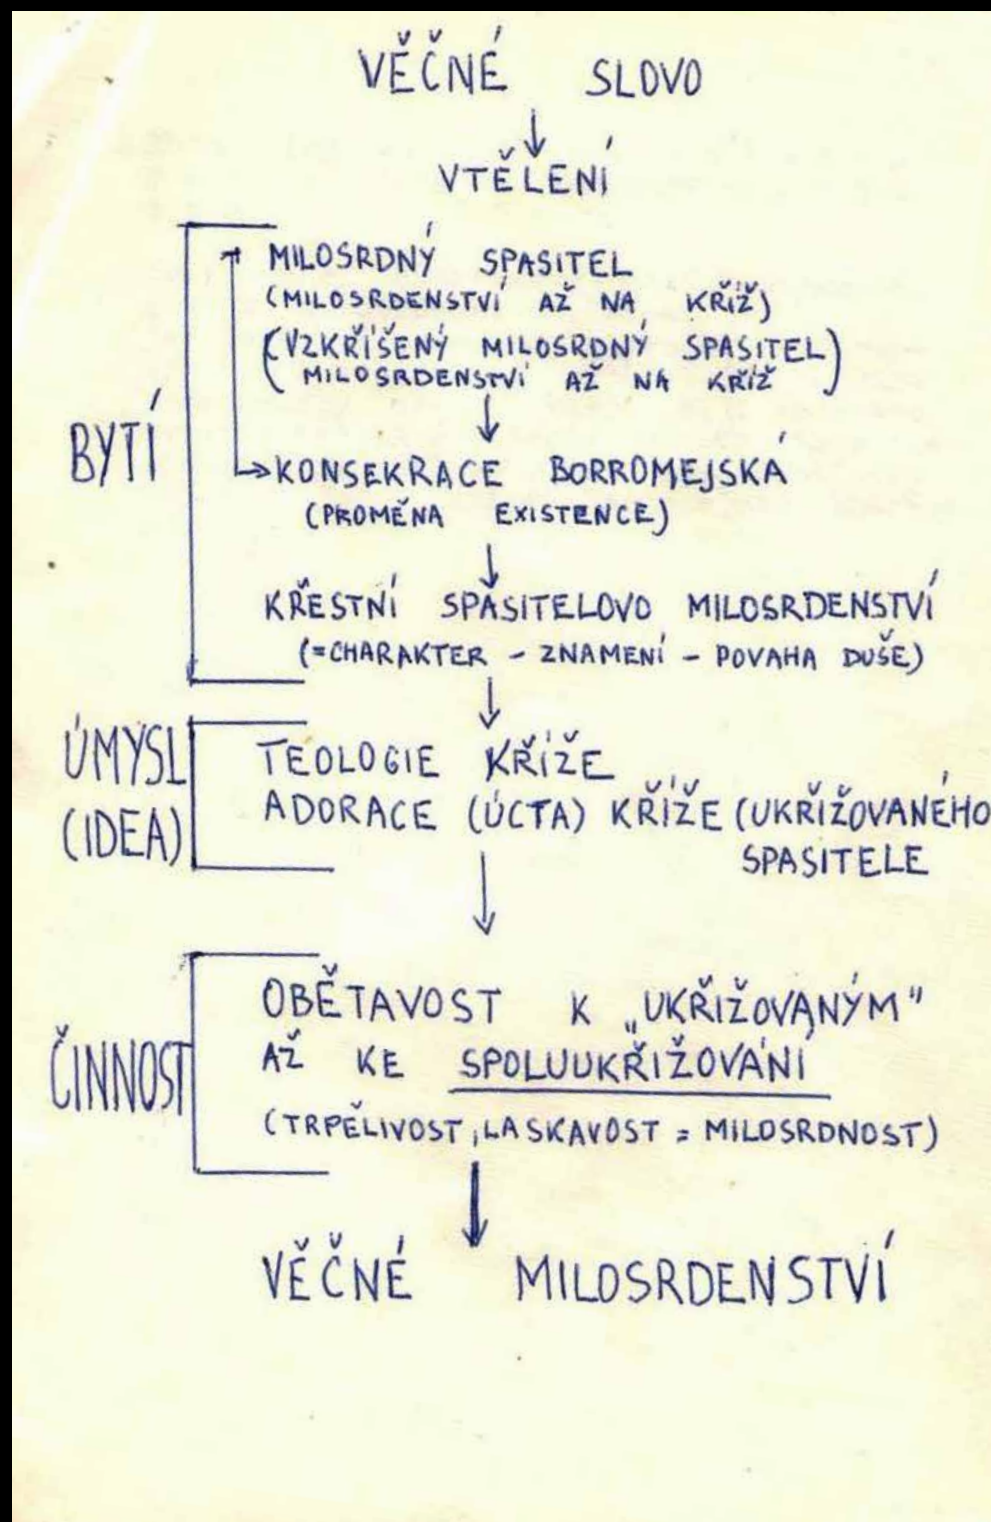 VĚČNÉ SLOVO
VTĚLENÍ
MILOSRDNÝ SPASITEL
(MILOSRDENSTVÍ AŽ NA KŘÍŽ)
(VZKŘÍŠENÝ MILOSRDNÝ SPASITEL)
MILOSRDENSTVÍ AŽ NA KŘÍŽ
BYTÍ
KONSEKRACE BORROMEJSKÁ
(PROMĚNA EXISTENCE)
KŘESTNÍ SPASITELOVO MILOSRDENSTVÍ
(=CHARAKTER - ZNAMENÍ - POVAHA DUŠE)
ÚMYSL
(IDEA)
TEOLOGIE KŘÍŽE
ADORACE (ÚCTA) KŘÍŽE (UKŘIŽOVANÉHO
SPASITELE
ČINNOST
OBĚTAVOST K „UKŘIŽOVANÝM"
AŽ KE SPOLUUKŘIŽOVÁNÍ
(TRPĚLIVOST, LASKAVOST = MILOSRDNOST)
VĚČNÉ MILOSRDENSTVÍ